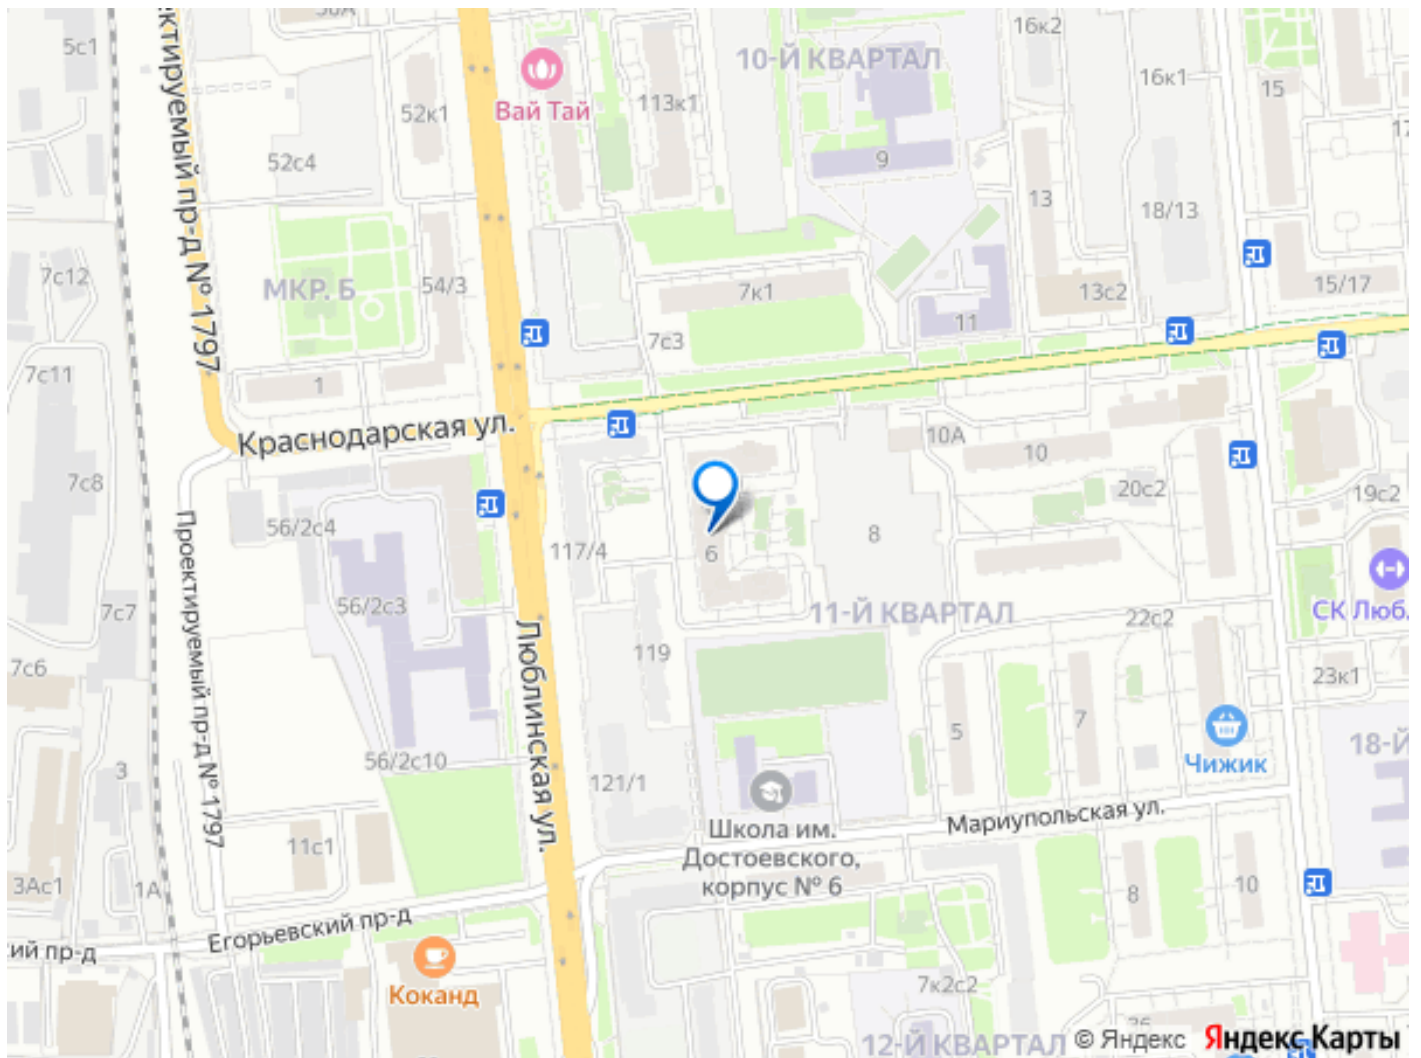 5с1
50А
Проектируемый пр-д № 1797
52к1
Вай Тай
113к1
10-Й КВАРТАЛ
16к2
16к1
15
17
52с4
9
13
18/13
7с12
МКР. Б
54/3
7к1
13с2
15/17
11
7с3
7с11
1
Краснодарская ул.
10А
10
7с8
20с2
19с2
56/2с4
117/4
6
8
Проектируемый пр-д № 1797
7с7
56/2с3
11-Й КВАРТАЛ
22с2
СК Люб.
Люблинская ул.
7с6
119
23к1
5
7
56/2с10
Чижик
18-Й
3
121/1
Мариупольская ул.
11с1
Школа им.
Достоевского,
корпус № 6
3Ас1
1А
8
10
Егорьевский пр-д
ий пр-д
Коканд
7к2с2
12-Й КВАРТАЛ
© Яндекс Яндекс Карты